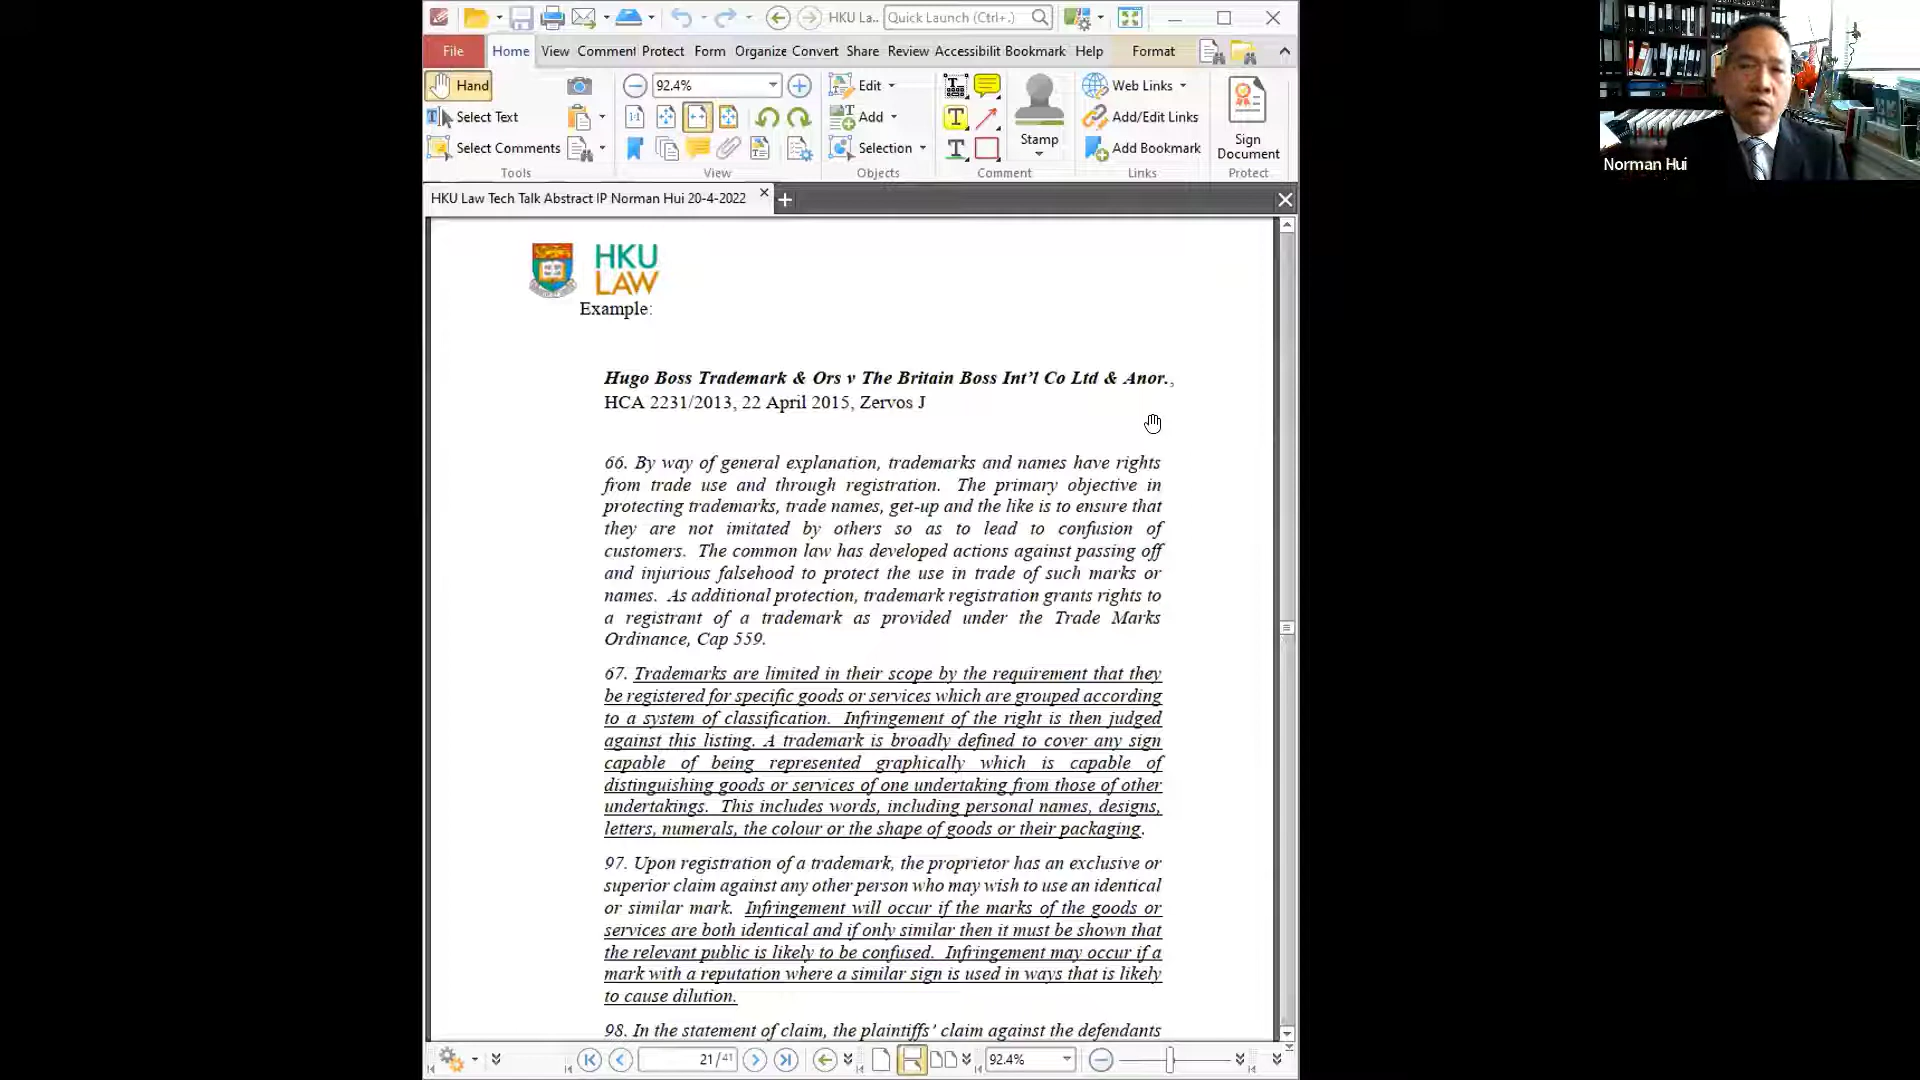 HKU La..
Quick Launch (Ctrl+.)
File
Home
View
Comment
Protect
Form
Organize
Convert
Share
Review
Accessibilit
Bookmark
Help
Format
Hand
Select Text
Select Comments
Tools
92.4%
View
Edit
Add
Selection
Objects
Stamp
Comment
Web Links
Add/Edit Links
Add Bookmark
Links
Sign
Document
Protect
Norman Hui
HKU Law Tech Talk Abstract IP Norman Hui 20-4-2022
HKU
LAW
Example:
Hugo Boss Trademark & Ors v The Britain Boss Int'l Co Ltd & Anor.,
HCA 2231/2013, 22 April 2015, Zervos J
66. By way of general explanation, trademarks and names have rights
from trade use and through registration. The primary objective in
protecting trademarks, trade names, get-up and the like is to ensure that
they are not imitated by others so as to lead to confusion of
customers. The common law has developed actions against passing off
and injurious falsehood to protect the use in trade of such marks or
names. As additional protection, trademark registration grants rights to
a registrant of a trademark as provided under the Trade Marks
Ordinance, Cap 559.
67. Trademarks are limited in their scope by the requirement that they
be registered for specific goods or services which are grouped according
to a system of classification. Infringement of the right is then judged
against this listing. A trademark is broadly defined to cover any sign
capable of being represented graphically which is capable of
distinguishing goods or services of one undertaking from those of other
undertakings. This includes words, including personal names, designs,
letters, numerals, the colour or the shape of goods or their packaging.
97. Upon registration of a trademark, the proprietor has an exclusive or
superior claim against any other person who may wish to use an identical
or similar mark. Infringement will occur if the marks of the goods or
services are both identical and if only similar then it must be shown that
the relevant public is likely to be confused. Infringement may occur if a
mark with a reputation where a similar sign is used in ways that is likely
to cause dilution.
98. In the statement of claim, the plaintiffs' claim against the defendants
21 / 41
92.4%